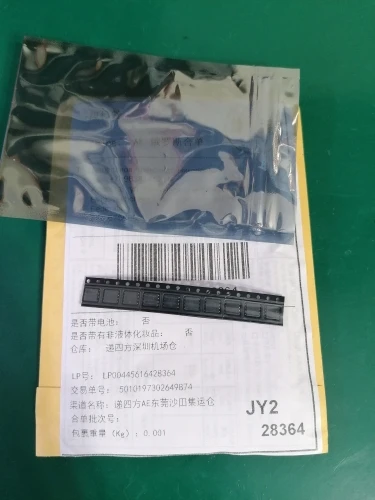 是否带电池： 否
是否带有非液体化妆品： 否
仓库： 递四方深圳机场仓
LP号： LP00445616428364
交易单号： 5010197302649874
渠道名称： 递四方AE东莞沙田集运仓
合单批次号：
包裹重量（Kg）：0.001
JY2
28364